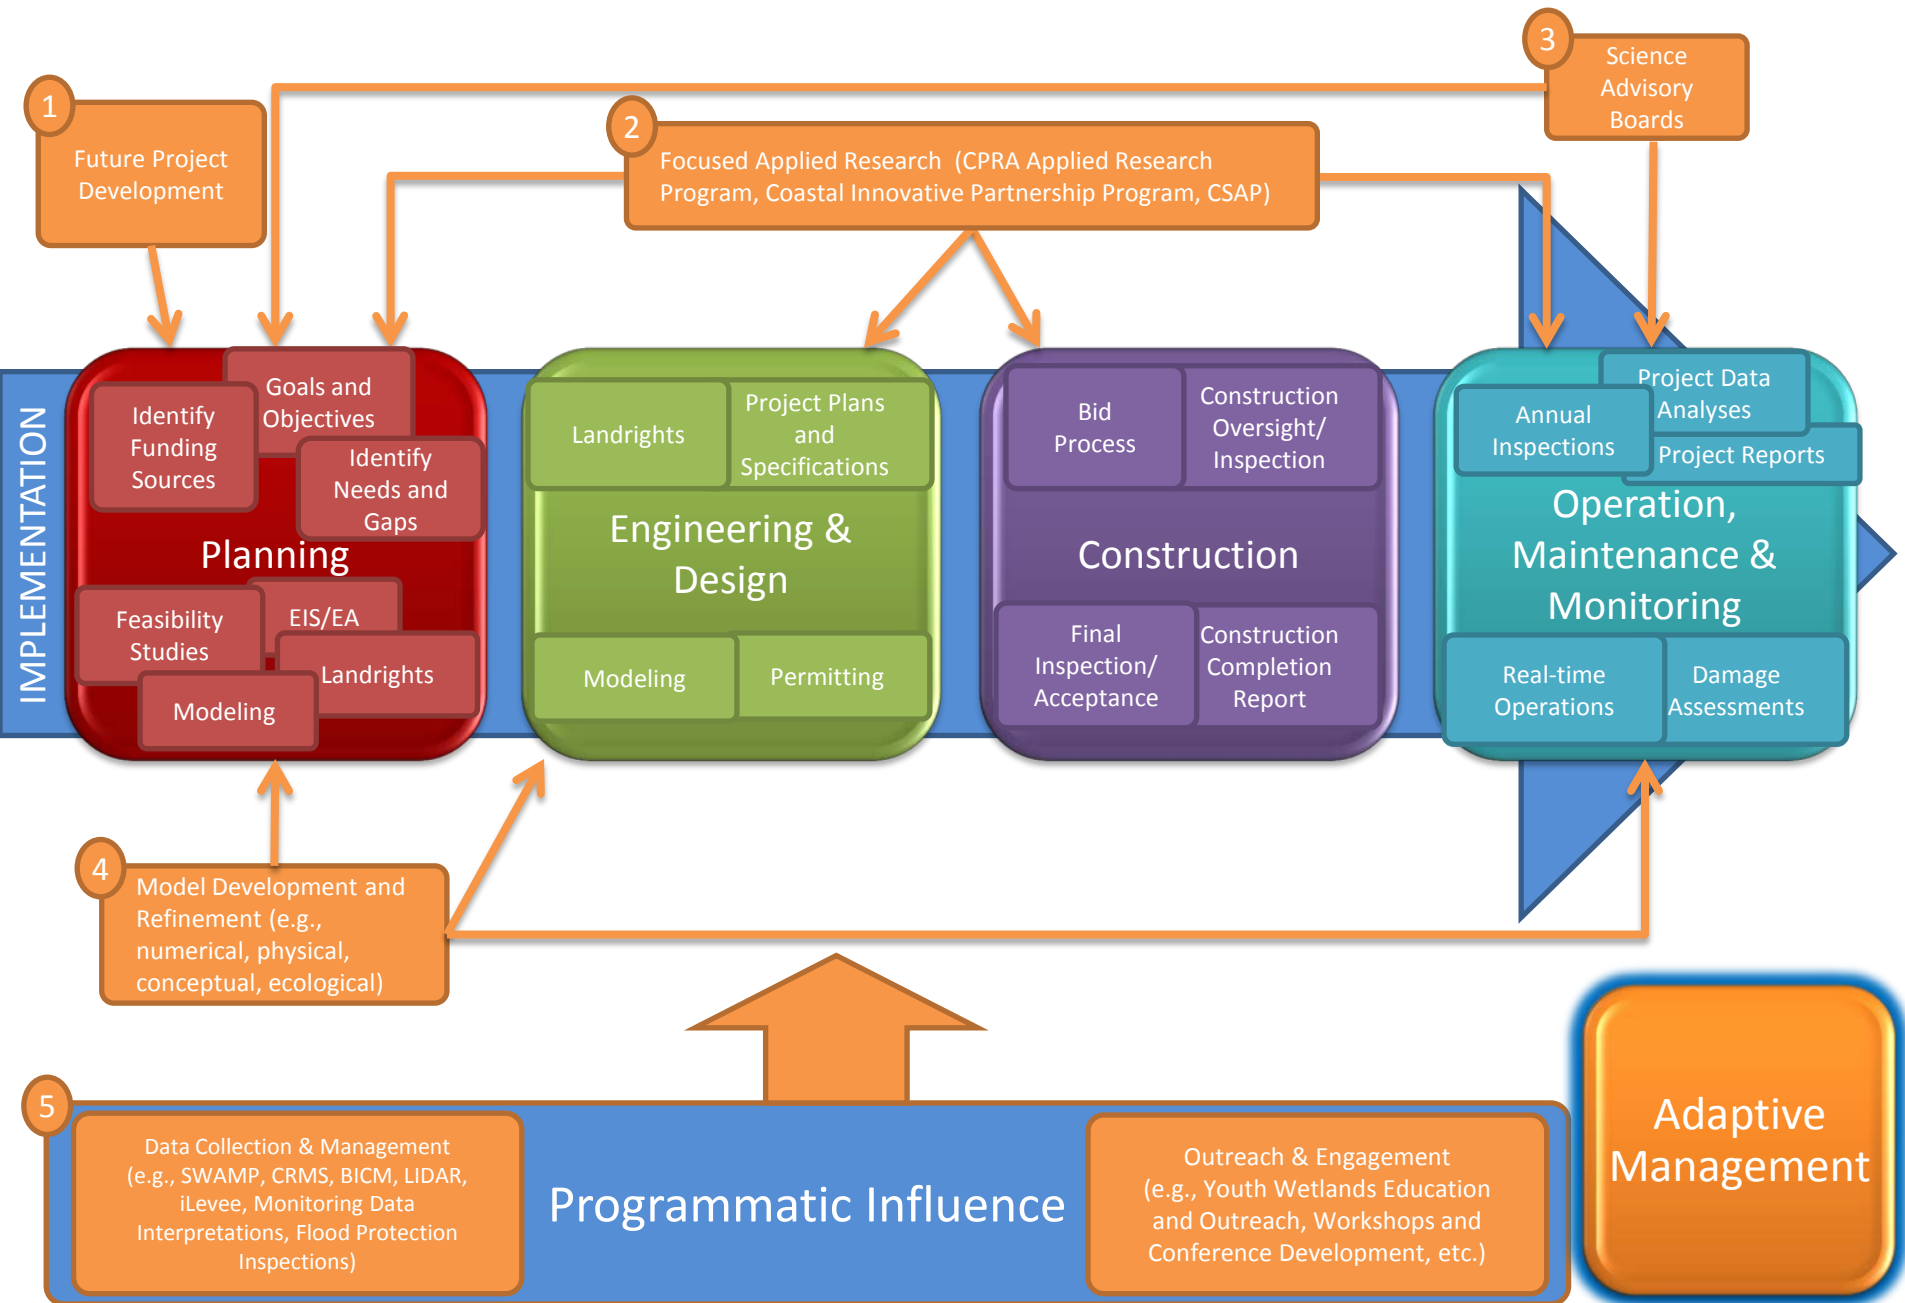 3
Science
Advisory
Boards
1
Future Project
Development
2
Focused Applied Research (CPRA Applied Research
Program, Coastal Innovative Partnership Program, CSAP)
IMPLEMENTATION
Goals and
Objectives
Identify
Funding
Sources
Identify
Needs and
Gaps
Planning
Feasibility
Studies
EIS/EA
Landrights
Modeling
Landrights
Project Plans
and
Specifications
Engineering &
Design
Modeling
Permitting
Bid
Process
Construction
Oversight/
Inspection
Construction
Final
Inspection/
Acceptance
Construction
Completion
Report
Project Data
Analyses
Annual
Inspections
Project Reports
Operation,
Maintenance &
Monitoring
Real-time
Operations
Damage
Assessments
4
Model Development and
Refinement (e.g.,
numerical, physical,
conceptual, ecological)
5
Data Collection & Management
(e.g., SWAMP, CRMS, BICM, LIDAR,
iLevee, Monitoring Data
Interpretations, Flood Protection
Inspections)
Programmatic Influence
Outreach & Engagement
(e.g., Youth Wetlands Education
and Outreach, Workshops and
Conference Development, etc.)
Adaptive
Management